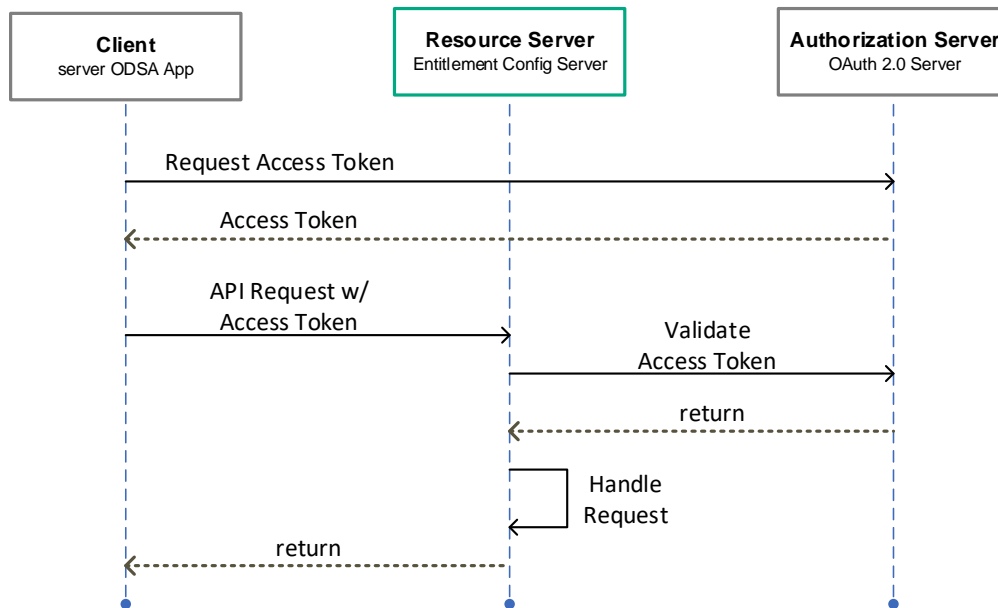 Client
server ODSA App
Resource Server
Entitlement Config Server
Authorization Server
OAuth 2.0 Server
Request Access Token
Access Token
API Request w/
Access Token
Validate
Access Token
return
Handle
Request
return